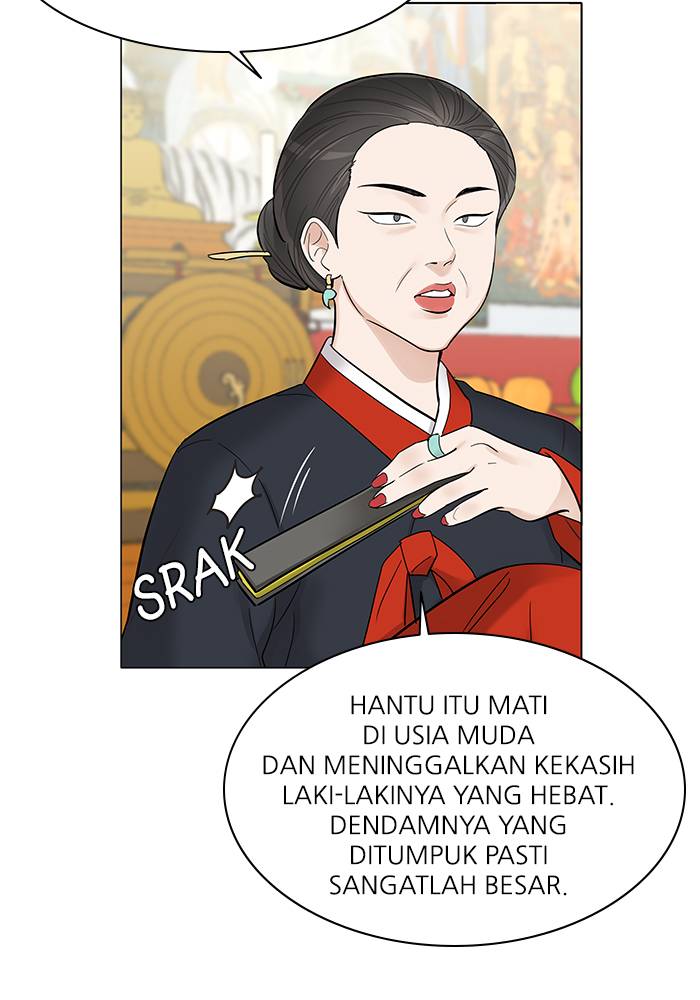 SRAK
HANTU ITU MATI
DI USIA MUDA
DAN MENINGGALKAN KEKASIH
LAKI-LAKINYA YANG HEBAT.
DENDAMNYA YANG
DITUMPUK PASTI
SANGATLAH BESAR.